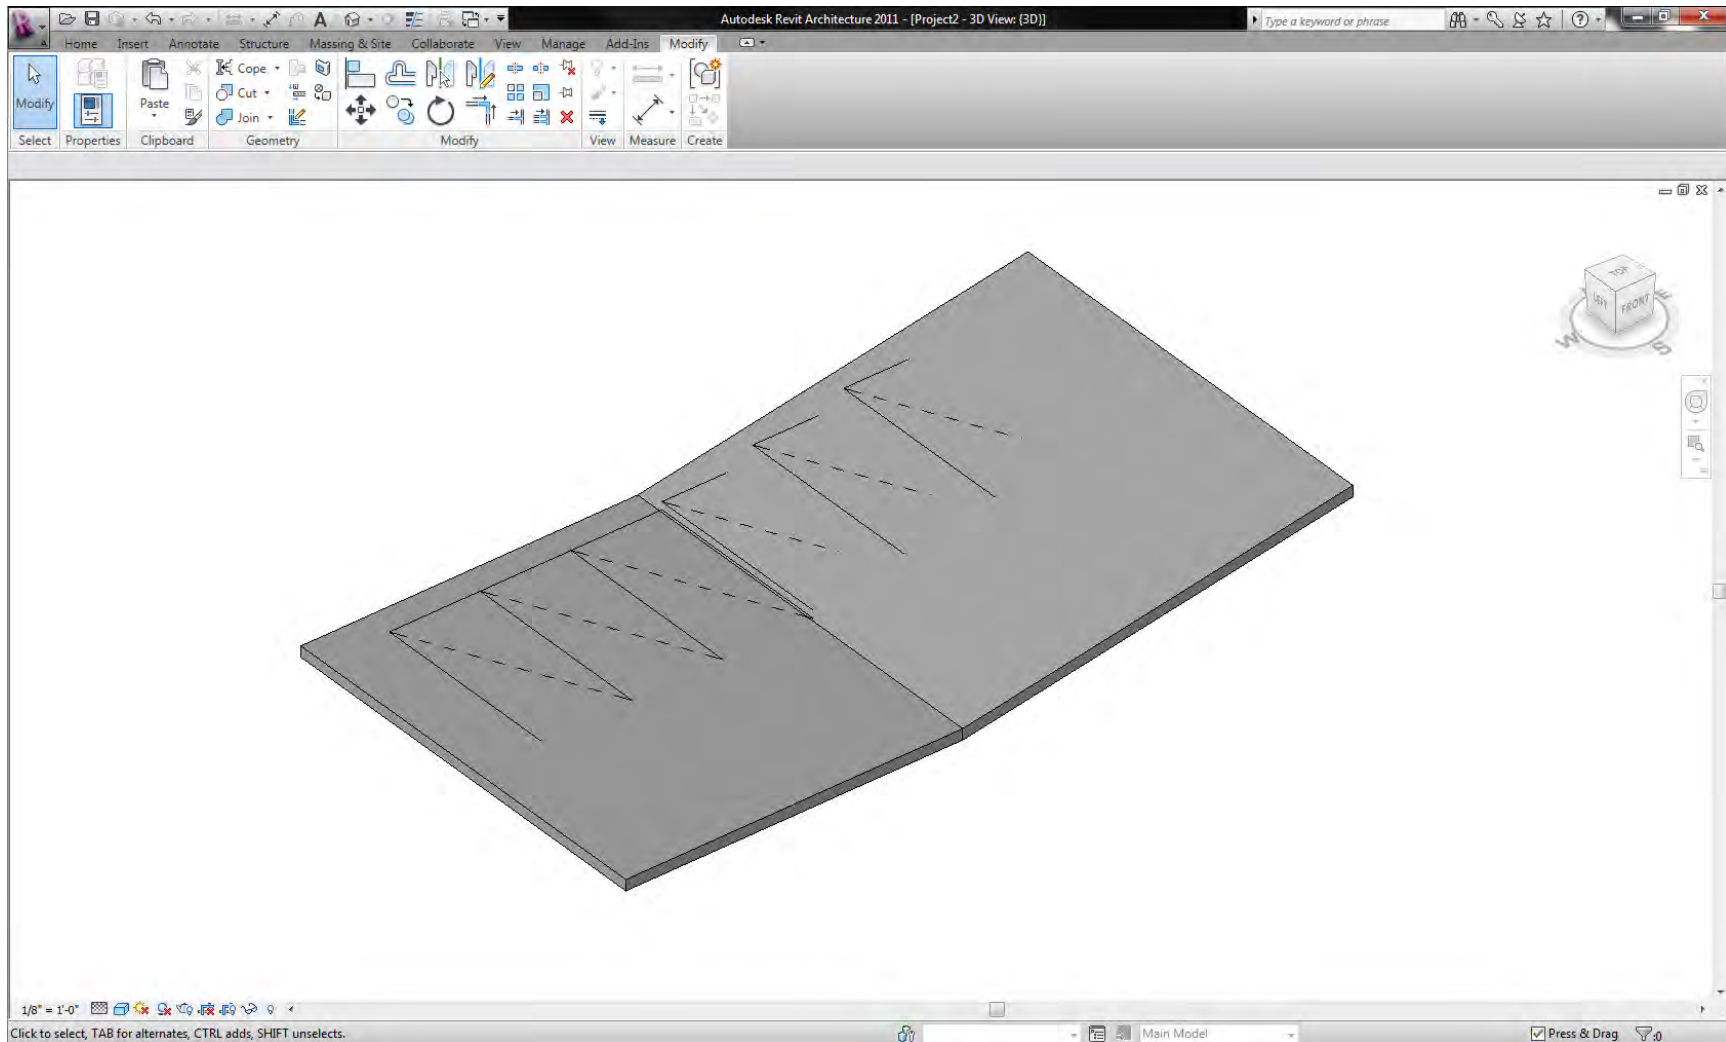 Autodesk Revit Architecture 2011 - [Project2 - 3D View: {3D}]
Type a keyword or phrase
Home Insert Annotate Structure Massing & Site Collaborate View Manage Add-Ins Modify
Modify
Paste
Cope
Cut
Join
Select Properties Clipboard Geometry Modify View Measure Create
TOP
LEFT FRONT
W S E
1/8" = 1'-0"
Click to select, TAB for alternates, CTRL adds, SHIFT unselects.
Main Model
Press & Drag
:0